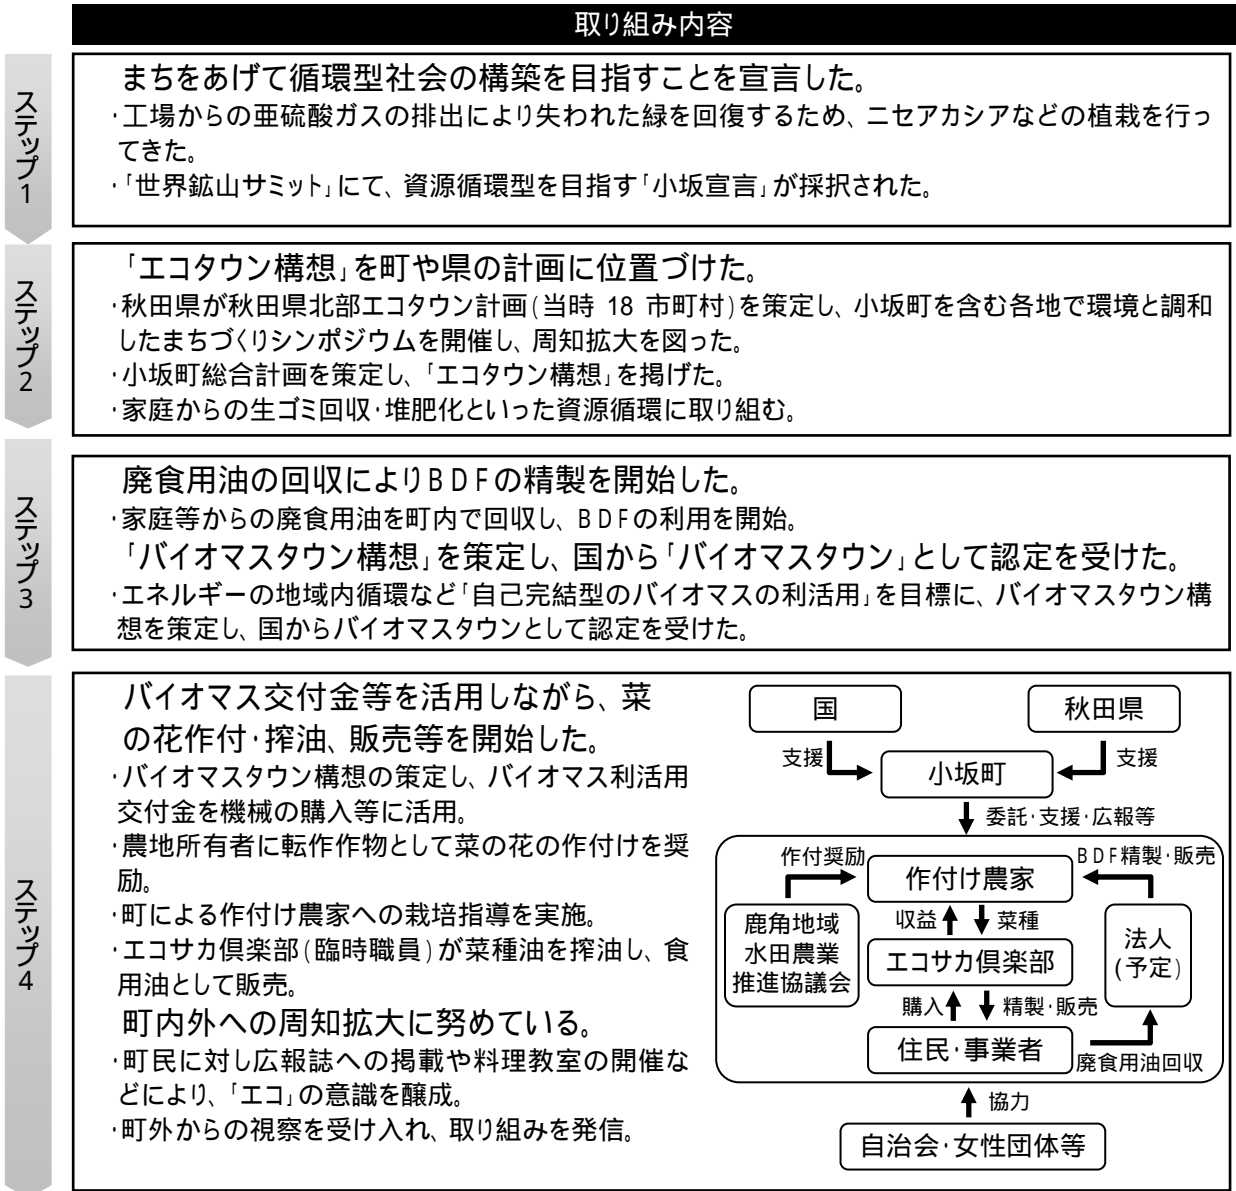 取り組み内容
ステップ1
まちをあげて循環型社会の構築を目指すことを宣言した。
・工場からの亜硫酸ガスの排出により失われた緑を回復するため、ニセアカシアなどの植栽を行っ
てきた。
・「世界鉱山サミット」にて、資源循環型を目指す「小坂宣言」が採択された。
ステップ2
「エコタウン構想」を町や県の計画に位置づけた。
・秋田県が秋田県北部エコタウン計画(当時 18 市町村)を策定し、小坂町を含む各地で環境と調和
したまちづくりシンポジウムを開催し、周知拡大を図った。
・小坂町総合計画を策定し、「エコタウン構想」を掲げた。
・家庭からの生ゴミ回収・堆肥化といった資源循環に取り組む。
ステップ3
廃食用油の回収によりBDFの精製を開始した。
・家庭等からの廃食用油を町内で回収し、BDFの利用を開始。
「バイオマスタウン構想」を策定し、国から「バイオマスタウン」として認定を受けた。
・エネルギーの地域内循環など「自己完結型のバイオマスの利活用」を目標に、バイオマスタウン構
想を策定し、国からバイオマスタウンとして認定を受けた。
ステップ4
バイオマス交付金等を活用しながら、菜
の花作付・搾油、販売等を開始した。
・バイオマスタウン構想の策定し、バイオマス利活用
交付金を機械の購入等に活用。
・農地所有者に転作作物として菜の花の作付けを奨
励。
・町による作付け農家への栽培指導を実施。
・エコサカ倶楽部(臨時職員)が菜種油を搾油し、食
用油として販売。
町内外への周知拡大に努めている。
・町民に対し広報誌への掲載や料理教室の開催な
どにより、「エコ」の意識を醸成。
・町外からの視察を受け入れ、取り組みを発信。
国
秋田県
支援
小坂町
支援
委託・支援・広報等
作付奨励
作付け農家
BDF精製・販売
鹿角地域
水田農業
推進協議会
収益
菜種
エコサカ倶楽部
法人
(予定)
購入
精製・販売
住民・事業者
廃食用油回収
協力
自治会・女性団体等